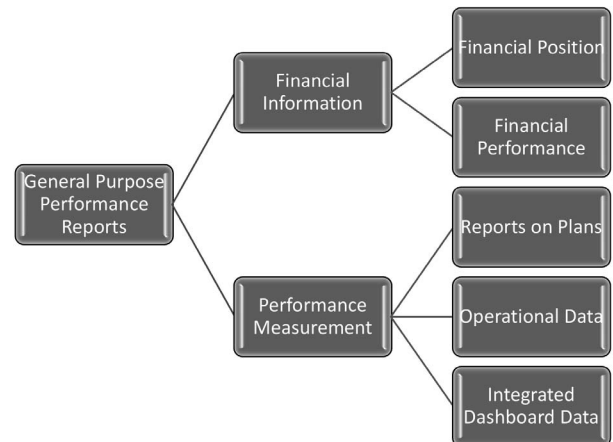 General Purpose
Performance
Reports
Financial
Information
Financial Position
Financial
Performance
Performance
Measurement
Reports on Plans
Operational Data
Integrated
Dashboard Data